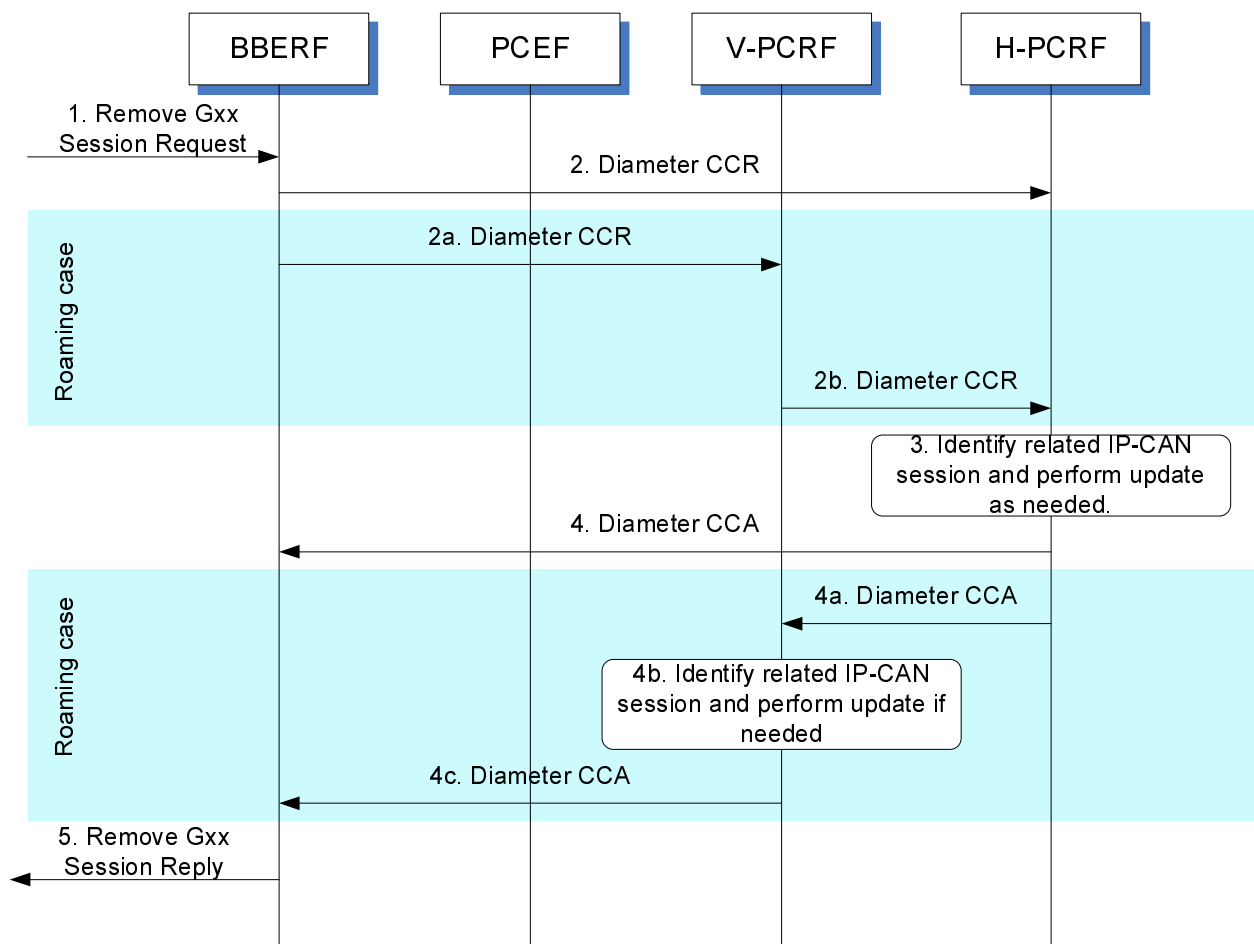 BBERF
PCEF
V-PCRF
H-PCRF
1. Remove Gxx
Session Request
2. Diameter CCR
Roaming case
2a. Diameter CCR
2b. Diameter CCR
3. Identify related IP-CAN
session and perform update
as needed.
4. Diameter CCA
Roaming case
4a. Diameter CCA
4b. Identify related IP-CAN
session and perform update if
needed
4c. Diameter CCA
5. Remove Gxx
Session Reply